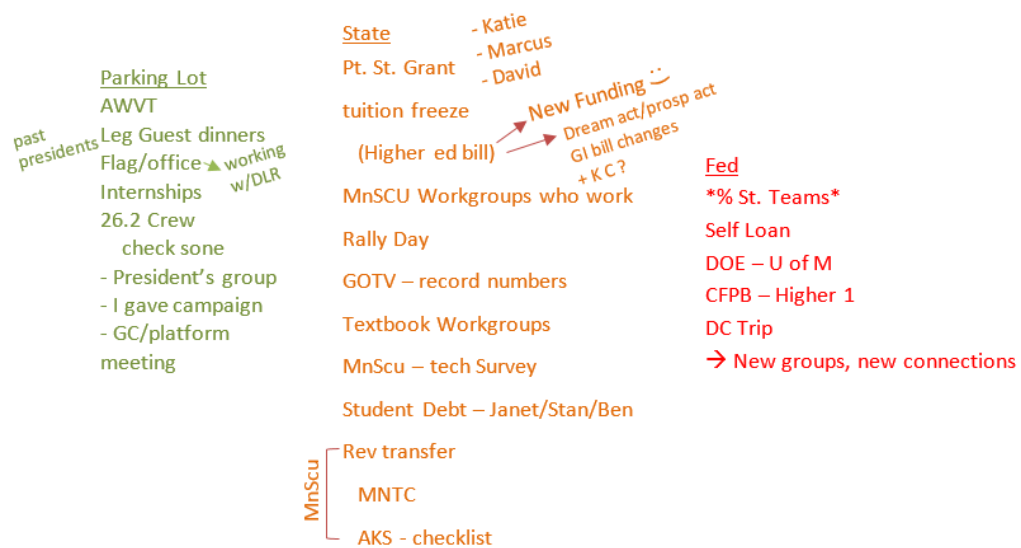 Parking Lot
AWVT
Leg Guest dinners
past
presidents
Flag/office
working
w/DLR
Internships
26.2 Crew
check sone
- President’s group
- I gave campaign
- GC/platform
meeting
State
- Katie
- Marcus
- David
Pt. St. Grant
tuition freeze
(Higher ed bill)
New Funding :)
Dream act/prosp act
GI bill changes
+ K C ?
MnSCU Workgroups who work
Rally Day
GOTV – record numbers
Textbook Workgroups
MnScu – tech Survey
Student Debt – Janet/Stan/Ben
MnScu
Rev transfer
MNTC
AKS - checklist
Fed
*% St. Teams*
Self Loan
DOE – U of M
CFPB – Higher 1
DC Trip
→ New groups, new connections